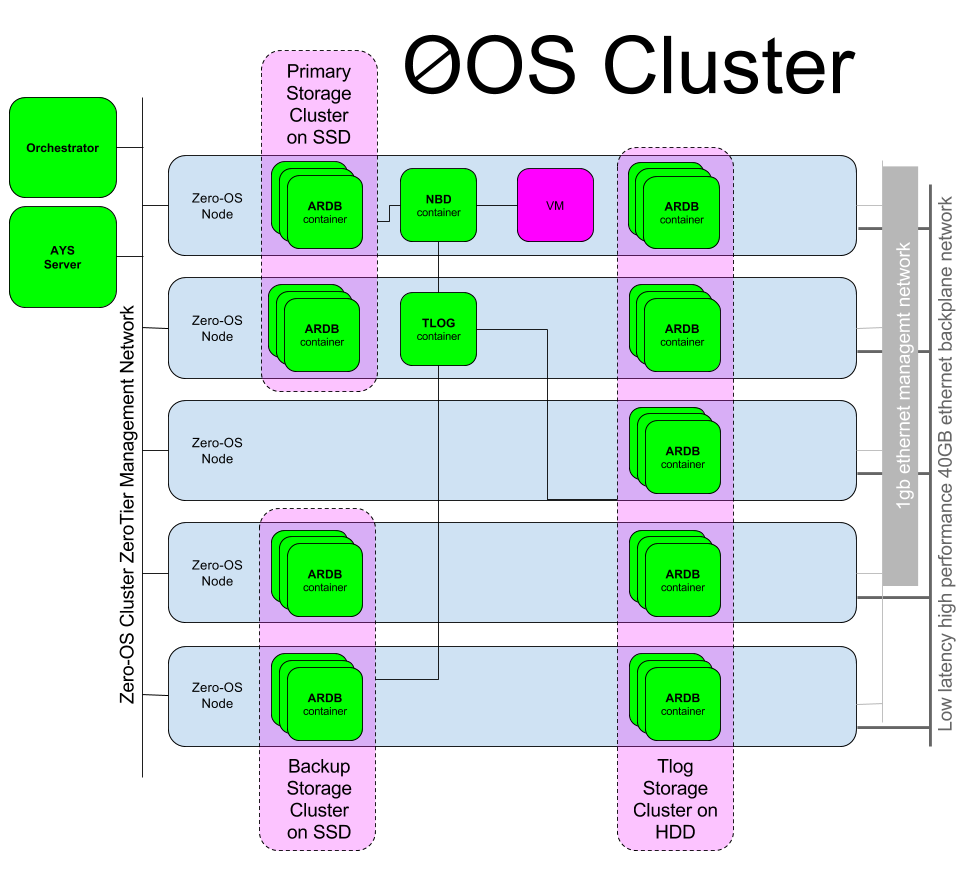 ØOS Cluster
Primary
Storage
Cluster
on SSD
Orchestrator
AYS
Server
Zero-OS Cluster ZeroTier Management Network
Zero-OS
Node
ARDB
container
NBD
container
VM
ARDB
container
Zero-OS
Node
ARDB
container
TLOG
container
ARDB
container
Zero-OS
Node
ARDB
container
Zero-OS
Node
ARDB
container
ARDB
container
Zero-OS
Node
ARDB
container
ARDB
container
Backup
Storage
Cluster
on SSD
Tlog
Storage
Cluster on
HDD
1gb ethernet managemt network
Low latency high performance 40GB ethernet backplane network